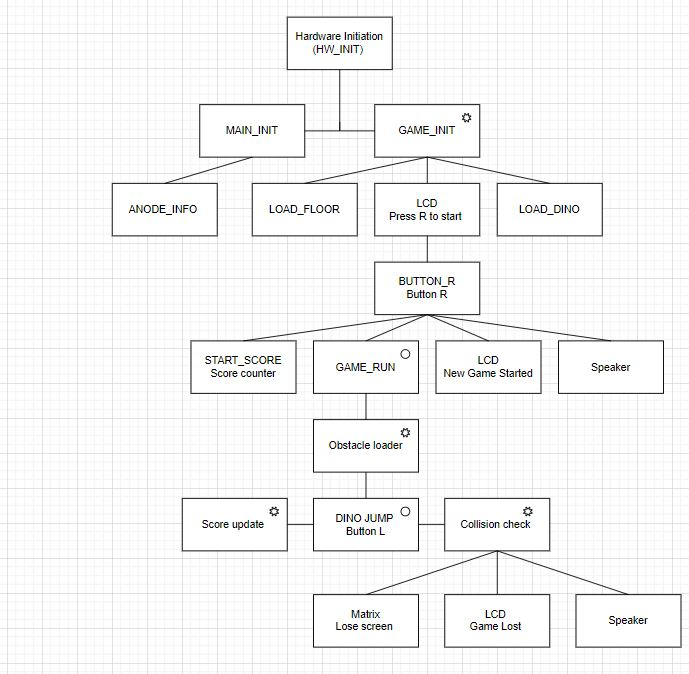 Hardware Initiation
(HW_INIT)
MAIN_INIT
GAME_INIT
ANODE_INFO
LOAD_FLOOR
LCD
Press R to start
LOAD_DINO
BUTTON_R
Button R
START_SCORE
Score counter
GAME_RUN
LCD
New Game Started
Speaker
Obstacle loader
Score update
DINO JUMP
Button L
Collision check
Matrix
Lose screen
LCD
Game Lost
Speaker